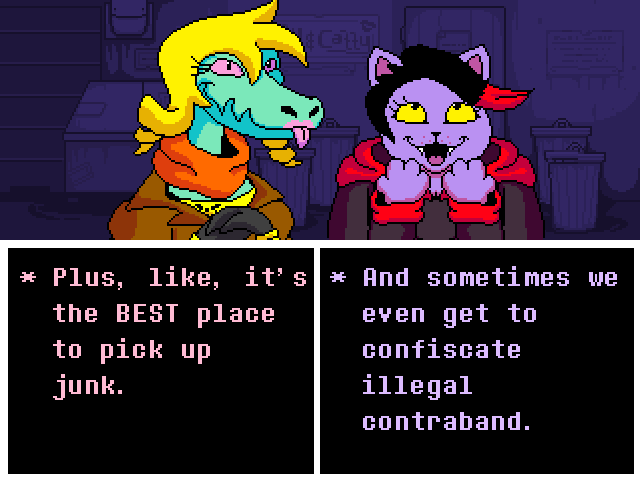 & Catty
* Plus, like, it's
the BEST place
to pick up
junk.
* And sometimes we
even get to
confiscate
illegal
contraband.